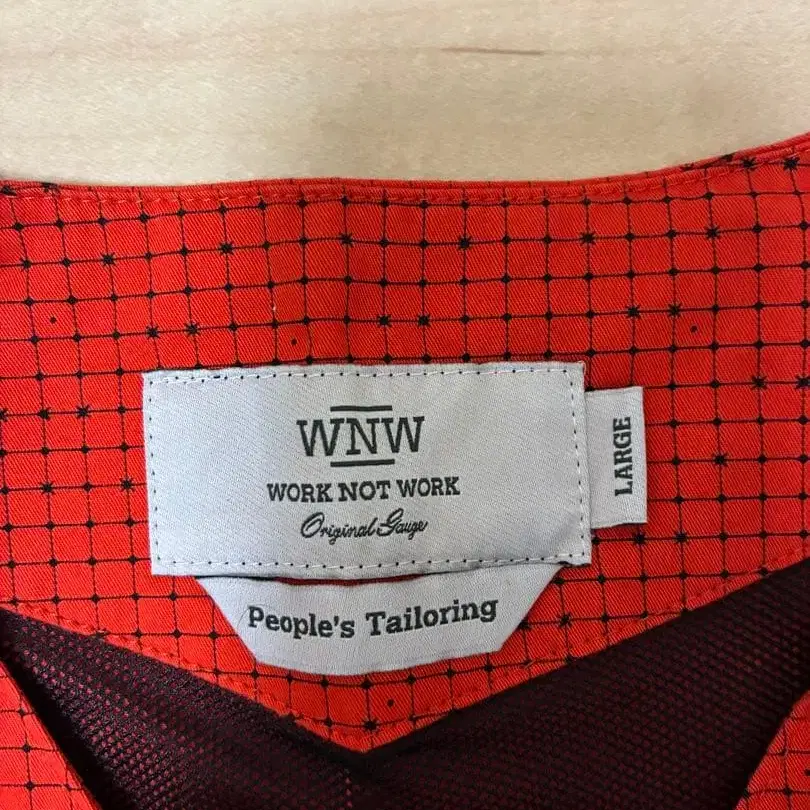 WNW
WORK NOT WORK
Original Gauge
LARGE
People's Tailoring